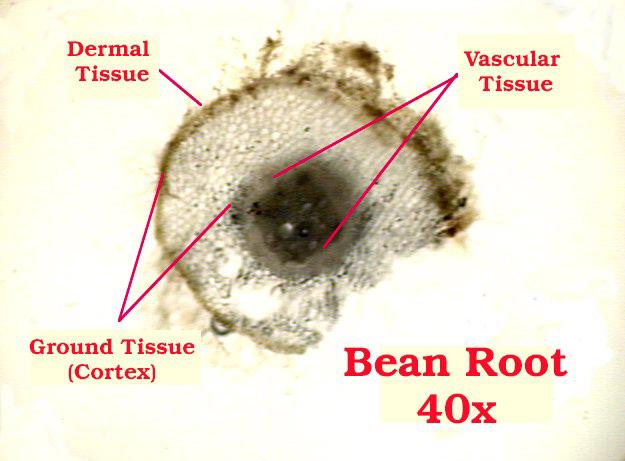 Dermal
Tissue
Vascular
Tissue
Ground Tissue
(Cortex)
Bean Root
40x